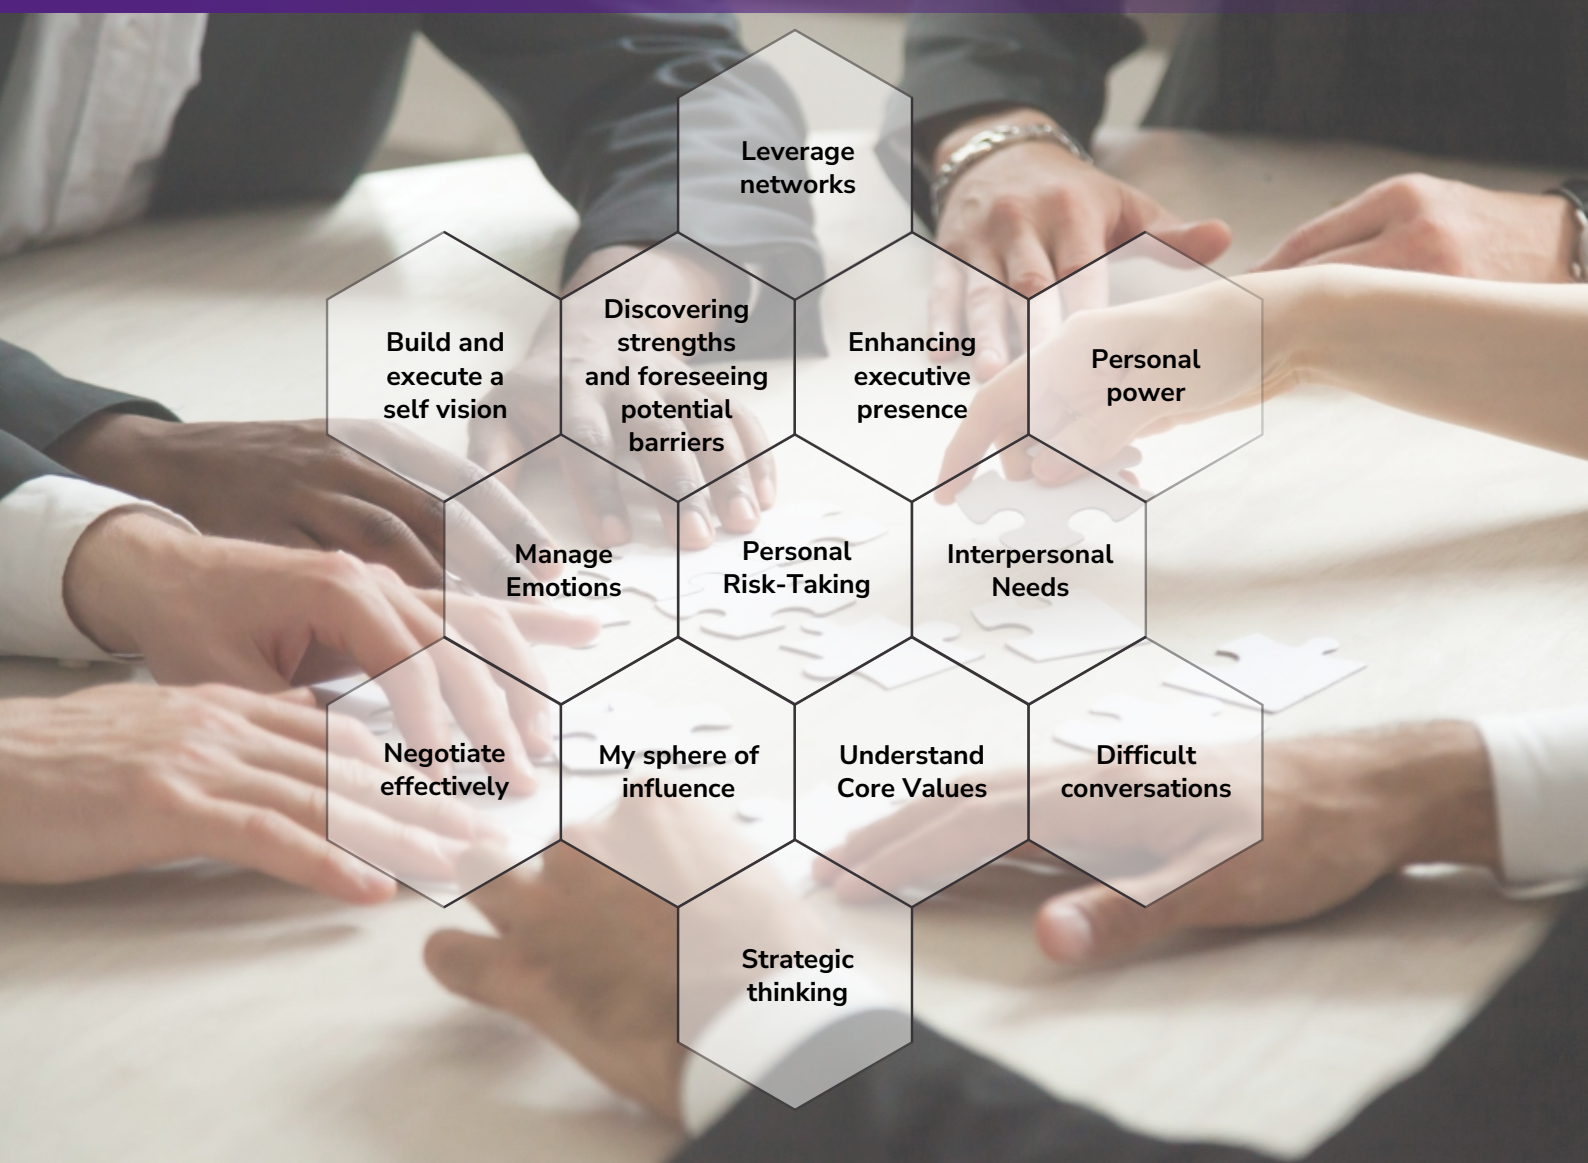 Leverage
networks
Build and
execute a
self vision
Discovering
strengths
and foreseeing
potential
barriers
Enhancing
executive
presence
Personal
power
Manage
Emotions
Personal
Risk-Taking
Interpersonal
Needs
Negotiate
effectively
My sphere of
influence
Understand
Core Values
Difficult
conversations
Strategic
thinking